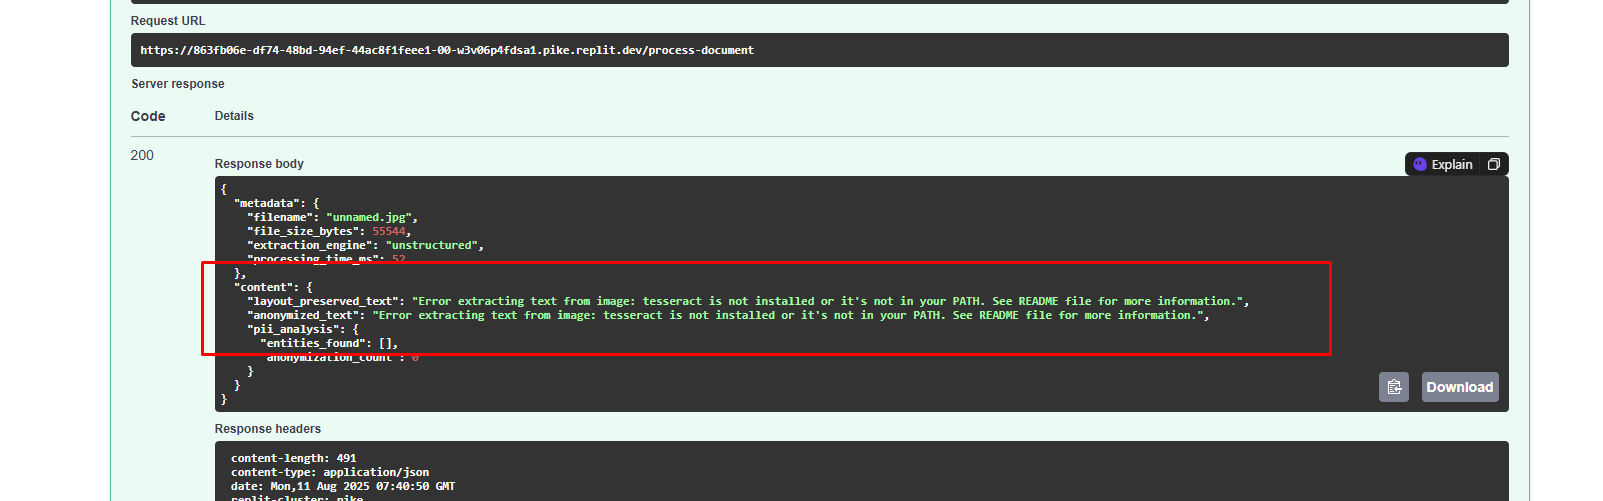 Request URL
https://863fb06e-df74-48bd-94ef-44ac8f1feee1-00-w3v06p4fdsa1.pike.replit.dev/process-document
Server response
Code Details
200
Response body
Explain
{
  "metadata": {
    "filename": "unnamed.jpg",
    "file_size_bytes": 55544,
    "extraction_engine": "unstructured",
    "processing_time_ms": 52
  },
  "content": {
    "layout_preserved_text": "Error extracting text from image: tesseract is not installed or it's not in your PATH. See README file for more information.",
    "anonymized_text": "Error extracting text from image: tesseract is not installed or it's not in your PATH. See README file for more information.",
    "pii_analysis": {
      "entities_found": [],
      "anonymization_count": 0
    }
  }
}
Download
Response headers
content-length: 491
content-type: application/json
date: Mon,11 Aug 2025 07:40:50 GMT
replit-cluster: pike